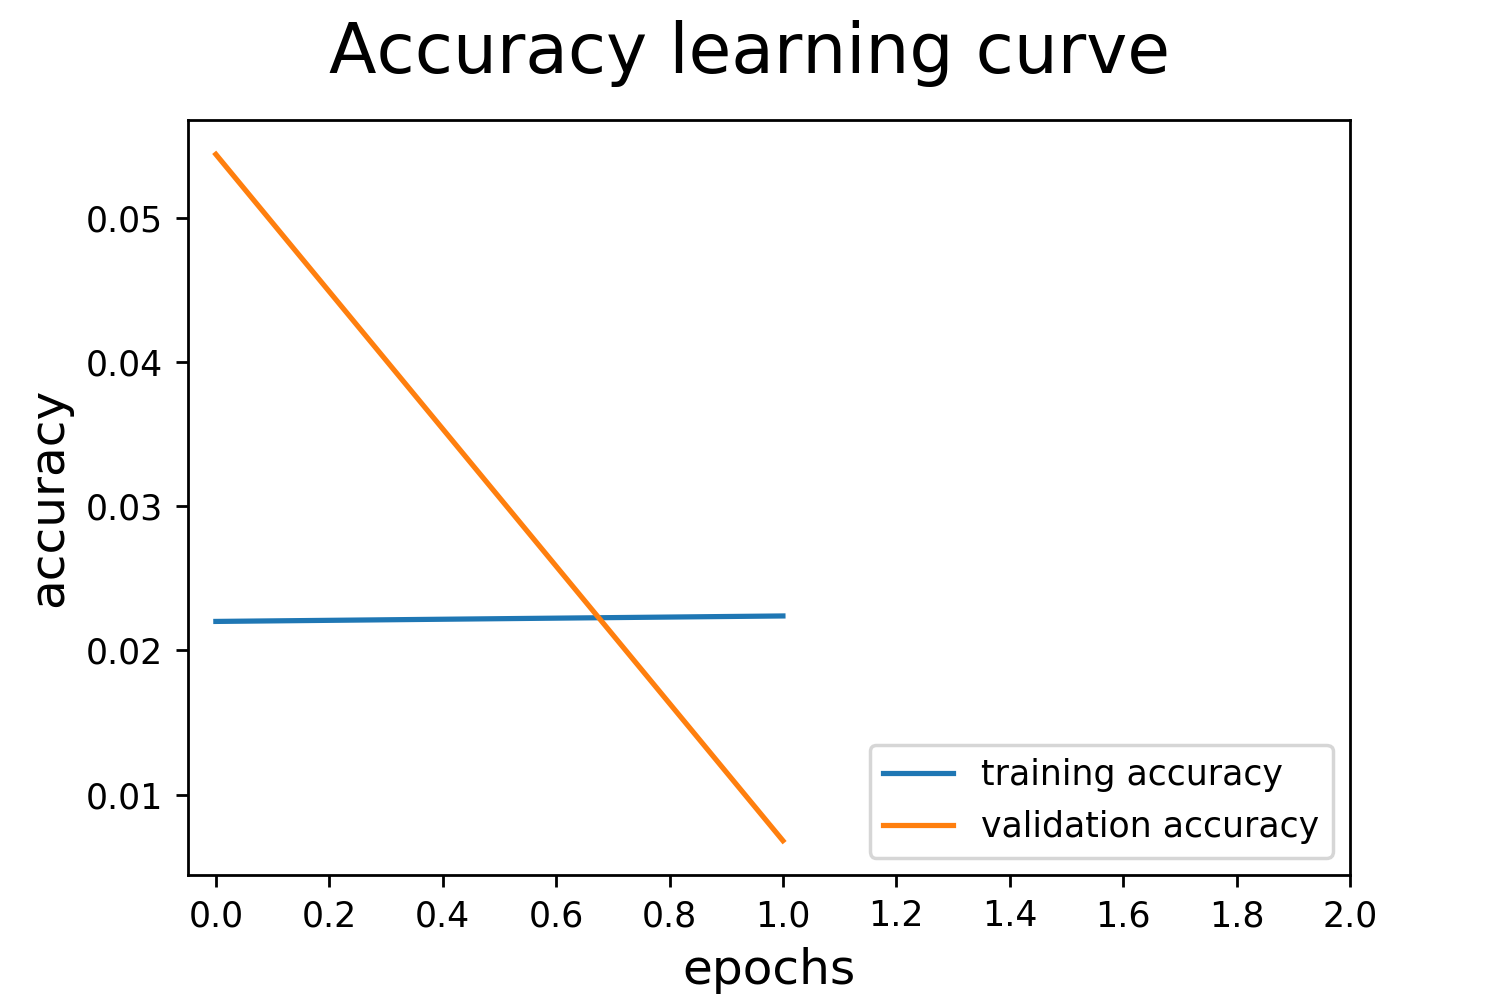 Accuracy learning curve
0.05
0.04
0.03
0.02
0.01
accuracy
training accuracy
validation accuracy
0.0 0.2 0.4 0.6 0.8 1.0 1.2 1.4 1.6 1.8 2.0
epochs